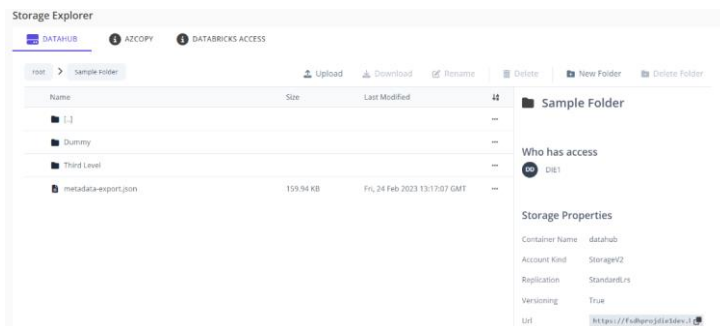 Storage Explorer
DATAHUB AZCOPY DATABRICKS ACCESS
root > Sample Folder Upload Download Rename Delete New Folder Delete Folder
Name Size Last Modified
Sample Folder
[..]
Dummy
Who has access
Third Level
DD DIE1
metadata-export.json 159.94 KB Fri, 24 Feb 2023 13:17:07 GMT
Storage Properties
Container Name datahub
Account Kind StorageV2
Replication StandardLrs
Versioning True
Url